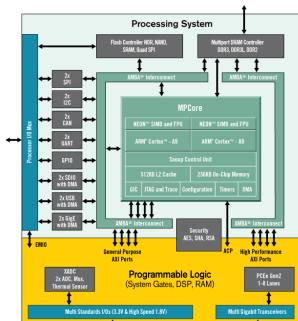 Processing System
Flash Controller NOR, NAND,
SRAM, Quad SPI
Multiport DRAM Controller
DDR3, DDR3L, DDR2
AMBA® Interconnect
AMBA® Interconnect
Processor I/O Mux
2x
SPI
2x
I2C
2x
CAN
2x
UART
GPIO
2x SDIO
with DMA
2x USB
with DMA
2x GigE
with DMA
MPCore
NEON™ SIMD and FPU
NEON™ SIMD and FPU
ARM® Cortex™ - A9
ARM® Cortex™ - A9
Snoop Control Unit
512KB L2 Cache
256KB On-Chip Memory
GIC
JTAG and Trace
Configuration
Timers
DMA
AMBA® Interconnect
Security
AES, SHA, RSA
AMBA® Interconnect
EMIO
General Purpose
AXI Ports
ACP
High Performance
AXI Ports
XADC
2x ADC, Mux,
Thermal Sensor
Programmable Logic
(System Gates, DSP, RAM)
PCIe Gen2
1-8 Lanes
Multi Standards I/Os (3.3V & High Speed 1.8V)
Multi Gigabit Transceivers